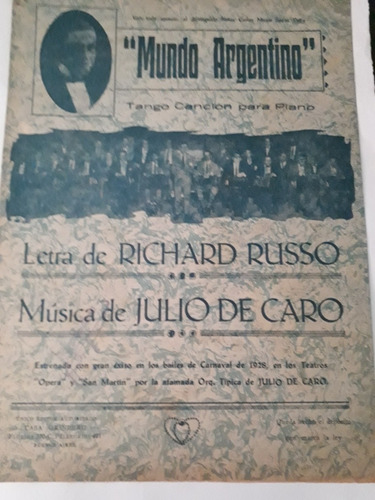 "Mundo Argentino"
Tango Canción para Piano
Letra de RICHARD RUSSO
Música de JULIO DE CARO
Estrenado con gran éxito en los bailes de Carnaval de 1928, en los Teatros
"Opera" y "San Martín" por la afamada Orq. Típica de JULIO DE CARO.